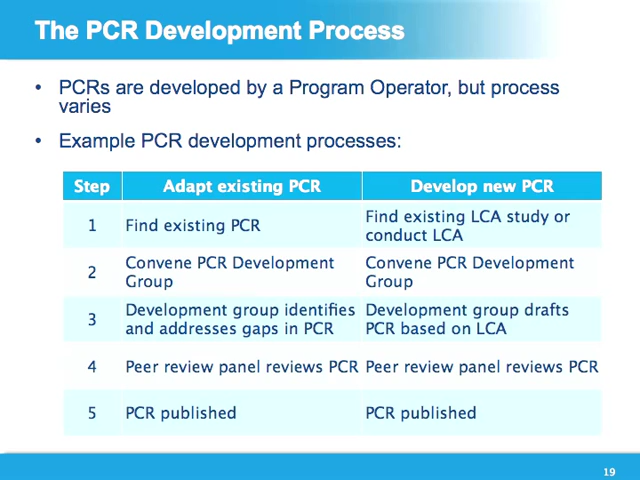 The PCR Development Process
• PCRs are developed by a Program Operator, but process
varies
• Example PCR development processes:
Step Adapt existing PCR Develop new PCR
1 Find existing PCR Find existing LCA study or
conduct LCA
2 Convene PCR Development
Group Convene PCR Development
Group
3 Development group identifies
and addresses gaps in PCR Development group drafts
PCR based on LCA
4 Peer review panel reviews PCR Peer review panel reviews PCR
5 PCR published PCR published
19